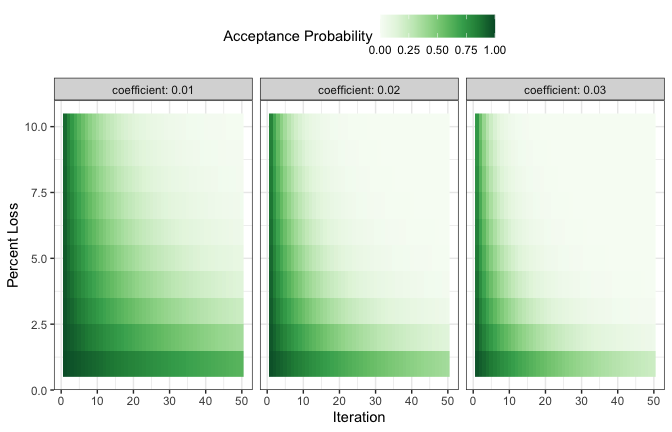 Acceptance Probability
0.00 0.25 0.50 0.75 1.00
coefficient: 0.01 coefficient: 0.02 coefficient: 0.03
Percent Loss
10.0
7.5
5.0
2.5
0.0
0 10 20 30 40 50 0 10 20 30 40 50 0 10 20 30 40 50
Iteration